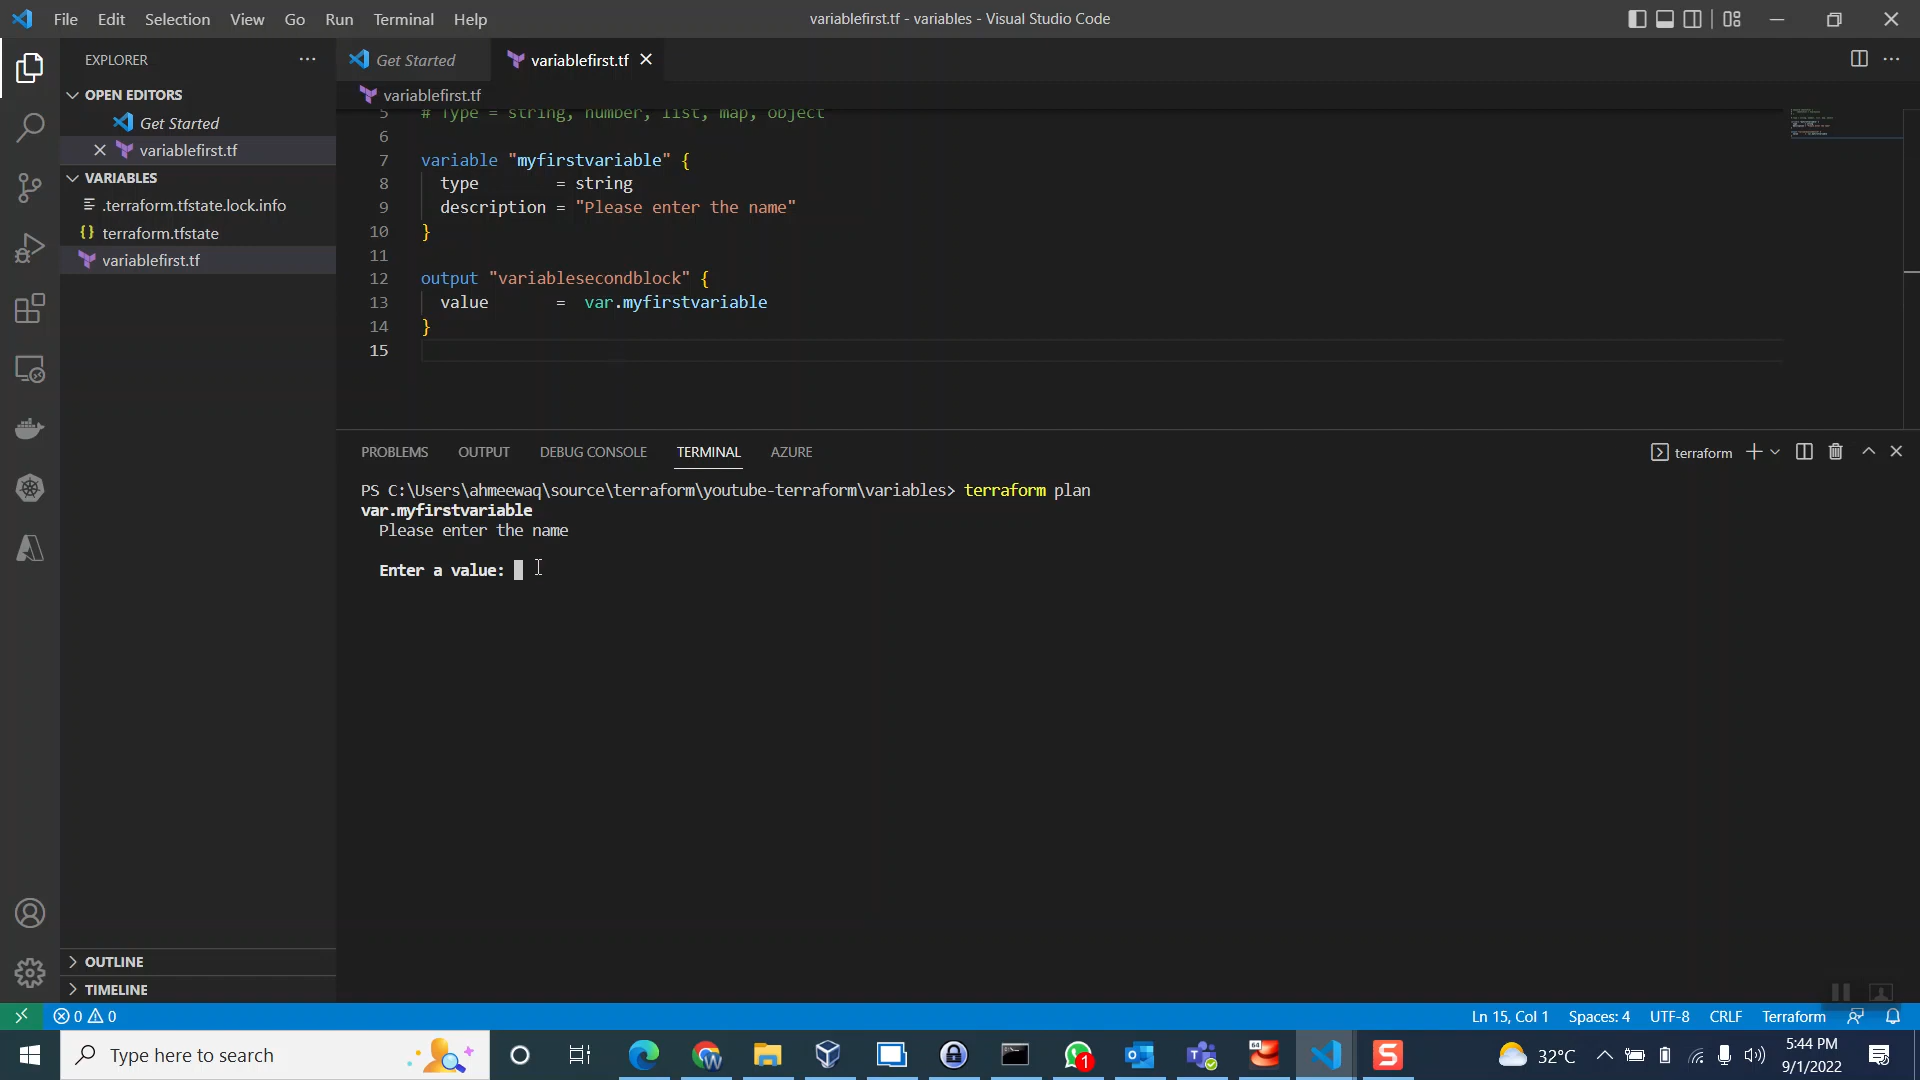 File Edit Selection View Go Run Terminal Help
variablefirst.tf - variables - Visual Studio Code
EXPLORER
OPEN EDITORS
Get Started
variablefirst.tf
VARIABLES
.terraform.tfstate.lock.info
{} terraform.tfstate
variablefirst.tf
OUTLINE
TIMELINE
Get Started
variablefirst.tf
variablefirst.tf
5 # Type = string, number, list, map, object
6
7 variable "myfirstvariable" {
8 type = string
9 description = "Please enter the name"
10 }
11
12 output "variablesecondblock" {
13 value = var.myfirstvariable
14 }
15
PROBLEMS OUTPUT DEBUG CONSOLE TERMINAL AZURE
terraform
PS C:\Users\ahmeewaq\source\terraform\youtube-terraform\variables> terraform plan
var.myfirstvariable
Please enter the name
Enter a value:
0 0
Ln 15, Col 1 Spaces: 4 UTF-8 CRLF Terraform
Type here to search
1
64
32°C
5:44 PM
9/1/2022